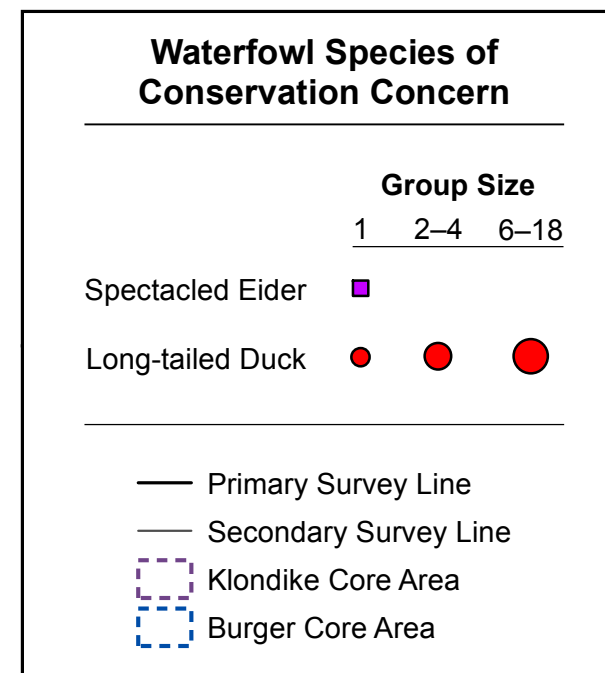 Waterfowl Species of
Conservation Concern
Group Size
1 2–4 6–18
Spectacled Eider
Long-tailed Duck
Primary Survey Line
Secondary Survey Line
Klondike Core Area
Burger Core Area